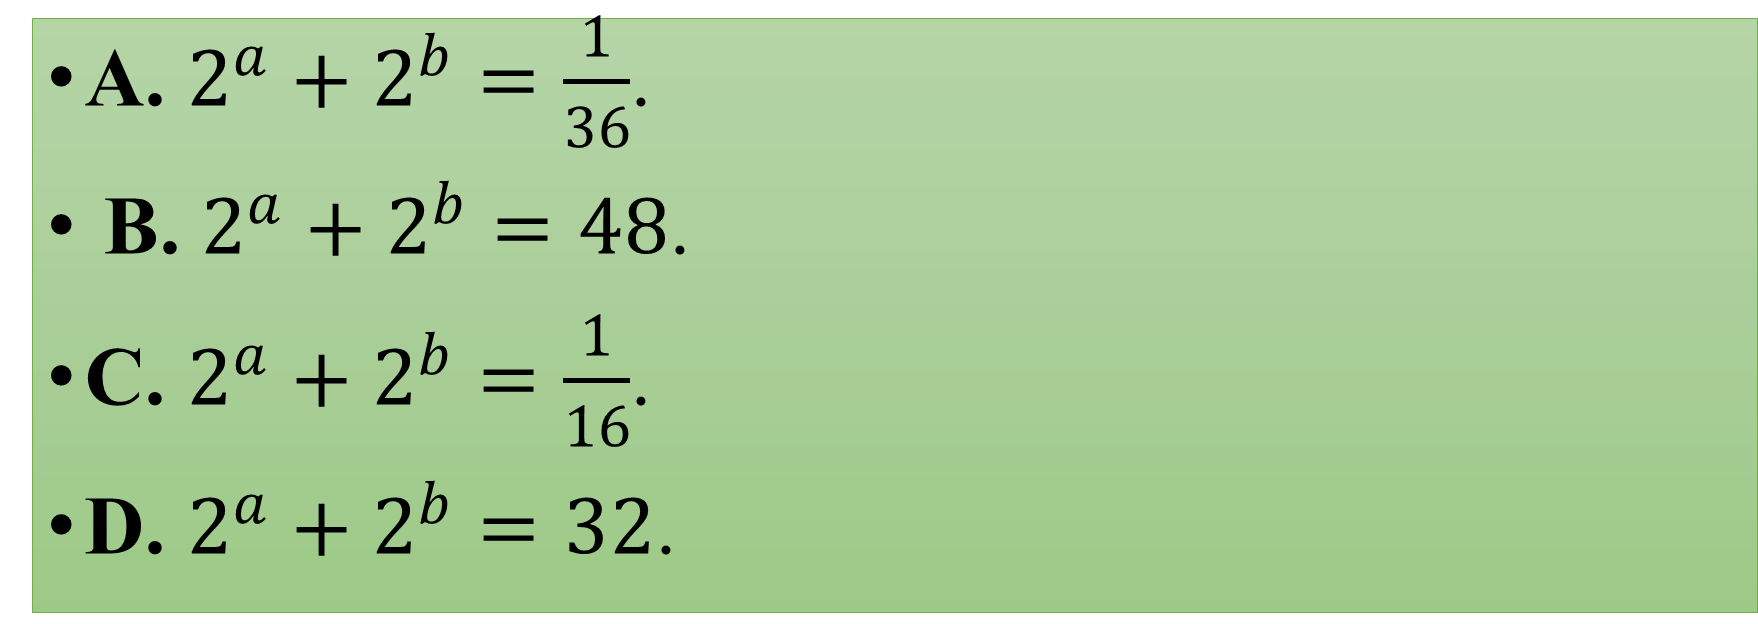 • A. 2^a + 2^b = 1/36.
• B. 2^a + 2^b = 48.
• C. 2^a + 2^b = 1/16.
• D. 2^a + 2^b = 32.